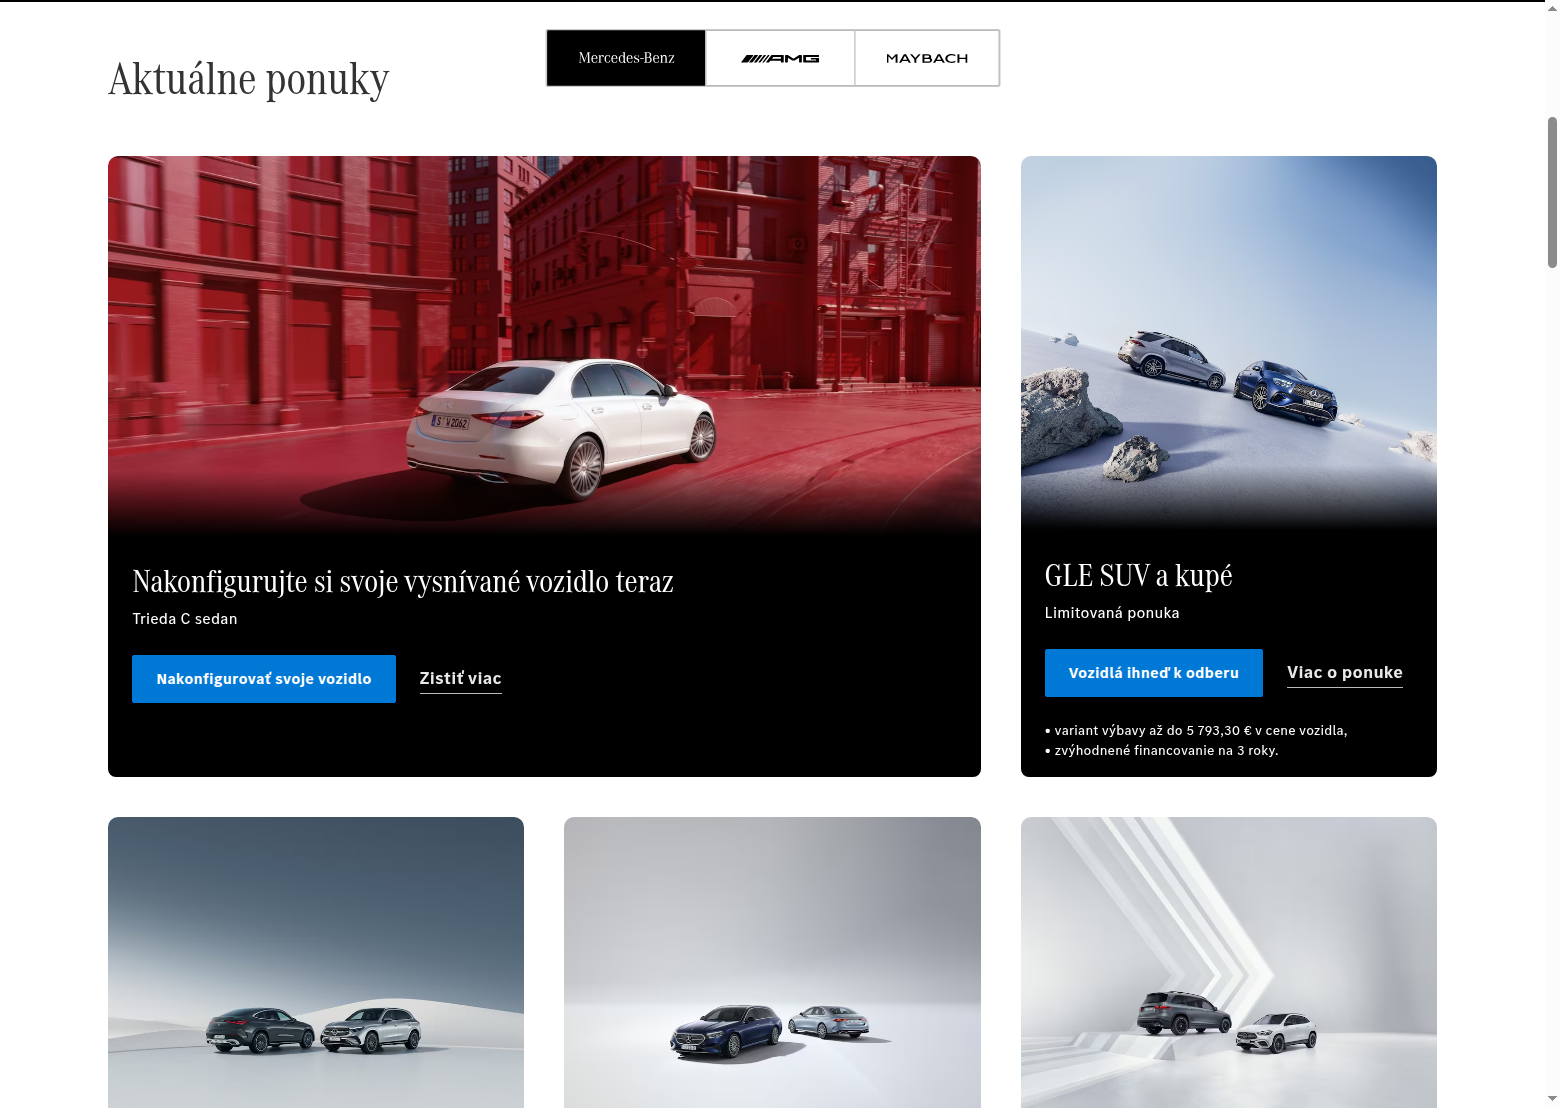 Aktuálne ponuky
Mercedes-Benz
AMG
MAYBACH
Nakonfigurujte si svoje vysnívané vozidlo teraz
Trieda C sedan
Nakonfigurovať svoje vozidlo
Zistiť viac
GLE SUV a kupé
Limitovaná ponuka
Vozidlá ihneď k odberu
Viac o ponuke
• variant výbavy až do 5 793,30 € v cene vozidla,
• zvýhodnené financovanie na 3 roky.